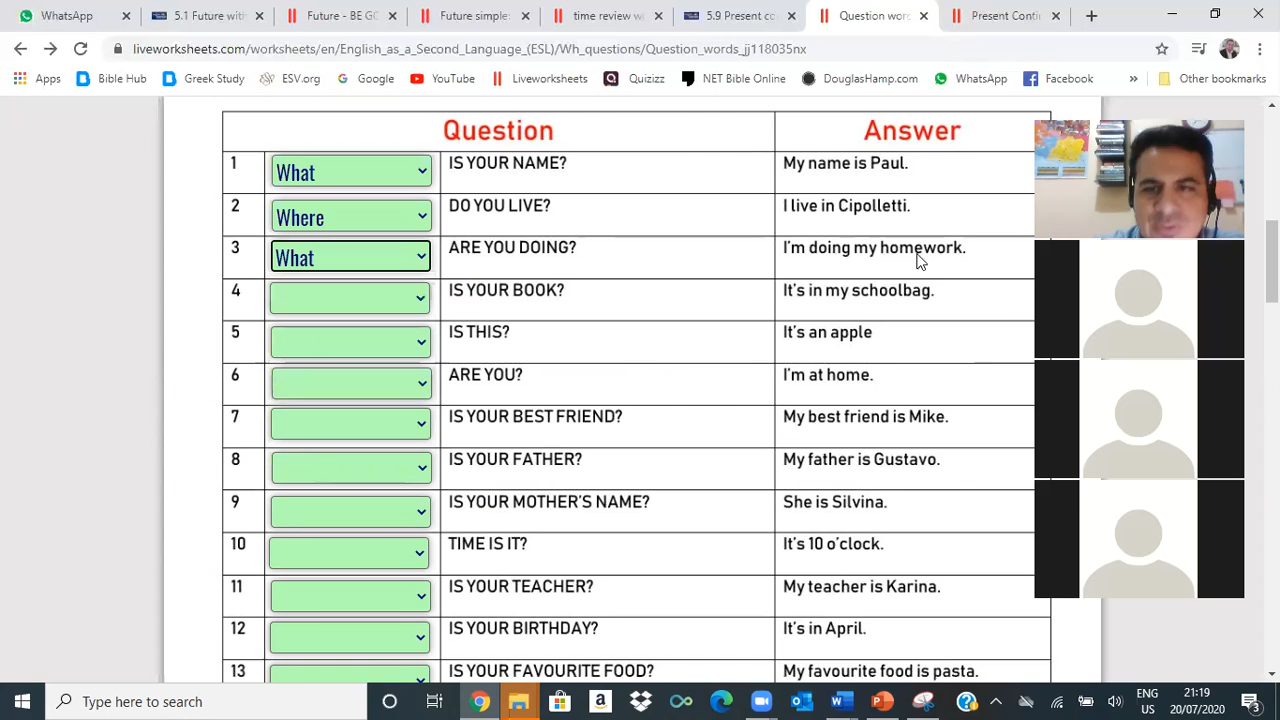 WhatsApp
5.1 Future with
Future - BE GO
Future simple
time review w
5.9 Present co
Question wor
Present Conti
liveworksheets.com/worksheets/en/English_as_a_Second_Language_(ESL)/Wh_questions/Question_words_jj118035nx
Apps
Bible Hub
Greek Study
ESV.org
Google
YouTube
Liveworksheets
Quizizz
NET Bible Online
DouglasHamp.com
WhatsApp
Facebook
»
Other bookmarks
Question Answer
1 What IS YOUR NAME? My name is Paul.
2 Where DO YOU LIVE? I live in Cipolletti.
3 What ARE YOU DOING? I'm doing my homework.
4 IS YOUR BOOK? It's in my schoolbag.
5 IS THIS? It's an apple
6 ARE YOU? I'm at home.
7 IS YOUR BEST FRIEND? My best friend is Mike.
8 IS YOUR FATHER? My father is Gustavo.
9 IS YOUR MOTHER'S NAME? She is Silvina.
10 TIME IS IT? It's 10 o'clock.
11 IS YOUR TEACHER? My teacher is Karina.
12 IS YOUR BIRTHDAY? It's in April.
13 IS YOUR FAVOURITE FOOD? My favourite food is pasta.
Type here to search
ENG
IG
21:19
20/07/2020
3